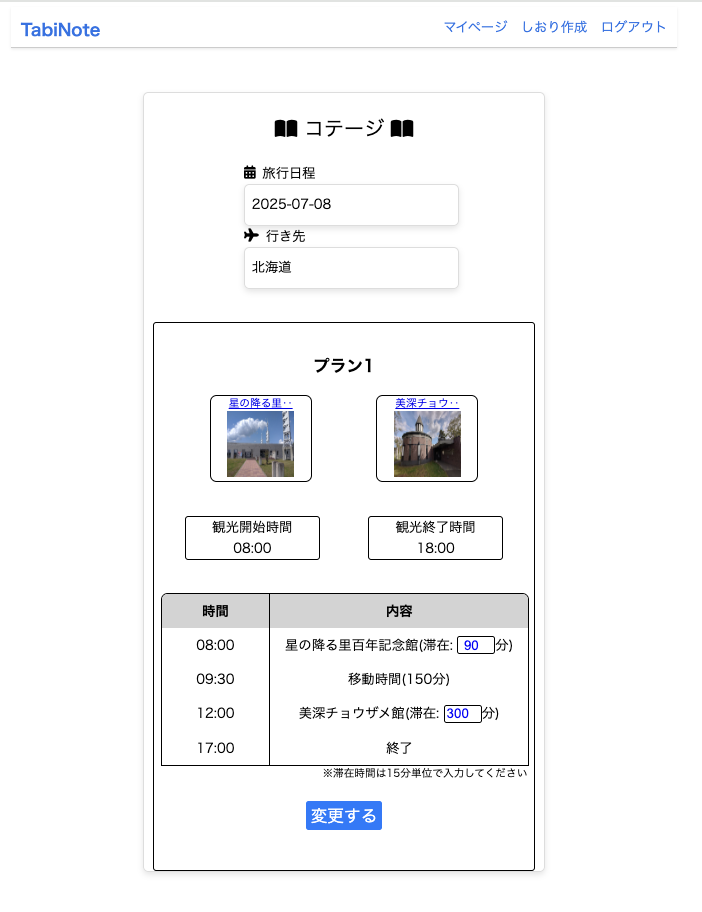 TabiNote
マイページ しおり作成 ログアウト
コテージ
旅行日程
2025-07-08
行き先
北海道
プラン1
星の降る里‥ 美深チョウ‥
観光開始時間 観光終了時間
08:00 18:00
時間 内容
08:00 星の降る里百年記念館(滞在: 90 分)
09:30 移動時間(150分)
12:00 美深チョウザメ館(滞在: 300 分)
17:00 終了
※滞在時間は15分単位で入力してください
変更する